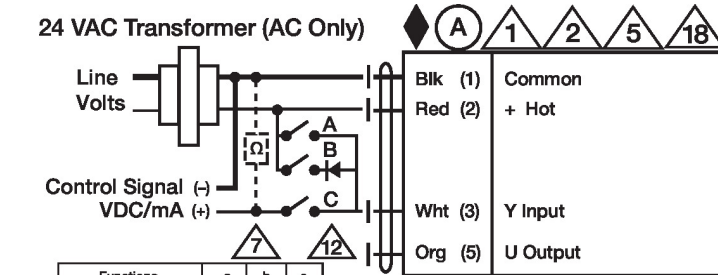 24 VAC Transformer (AC Only)
A 1 2 5 18
Line
Volts
Blk (1) Common
Red (2) + Hot
A
Ω
B
Control Signal (–)
VDC/mA (+)
C
Wht (3) Y Input
7 12
Org (5) U Output
Functions a b c